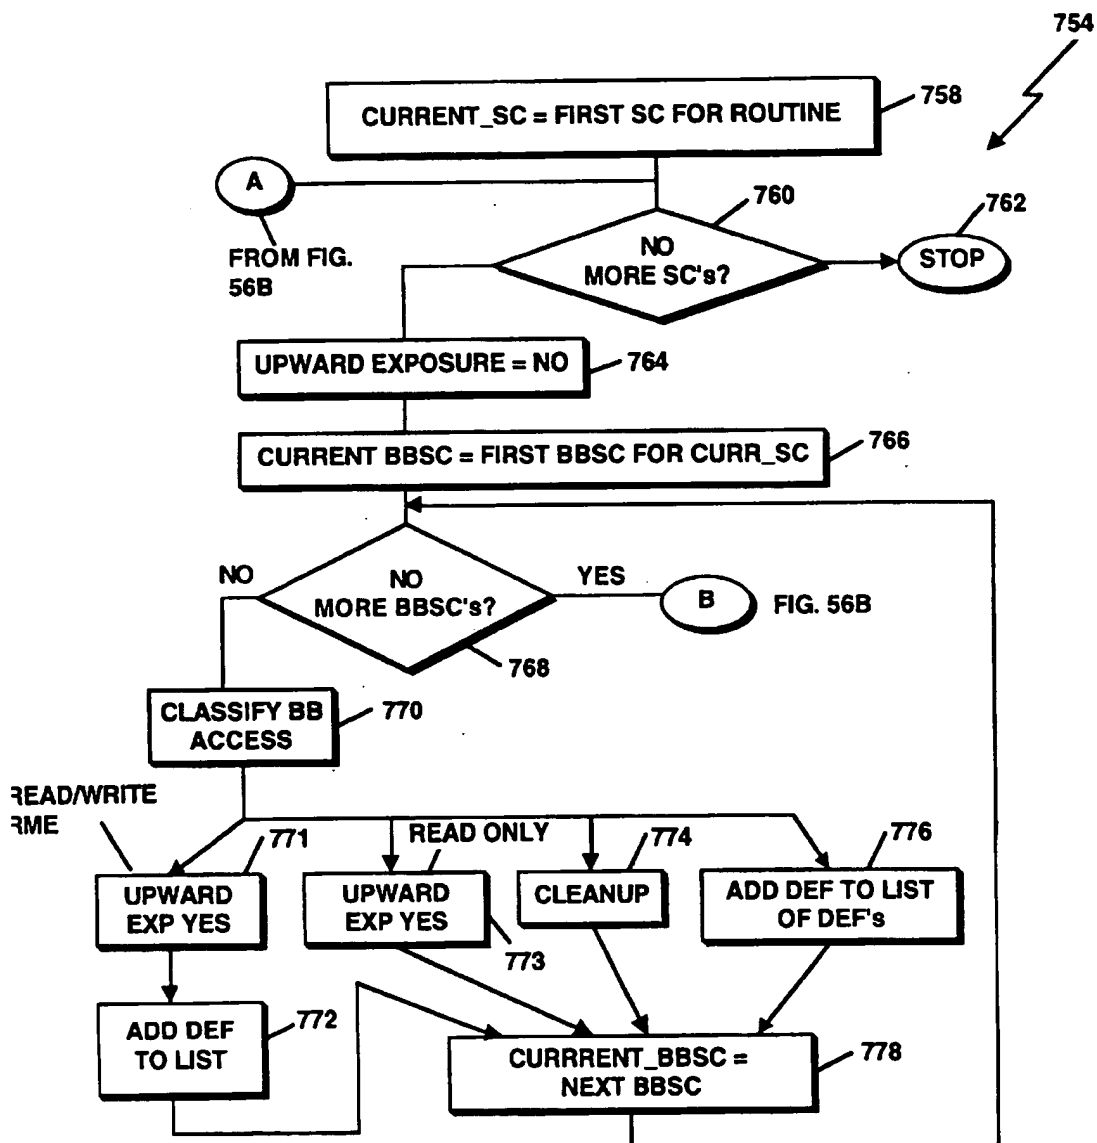 754
CURRENT_SC = FIRST SC FOR ROUTINE
758
A
FROM FIG.
56B
760
NO
MORE SC's?
762
STOP
UPWARD EXPOSURE = NO
764
CURRENT BBSC = FIRST BBSC FOR CURR_SC
766
NO
NO
MORE BBSC's?
YES
B
FIG. 56B
768
CLASSIFY BB
ACCESS
770
READ/WRITE
RME
771
READ ONLY
774
776
UPWARD
EXP YES
UPWARD
EXP YES
773
CLEANUP
ADD DEF TO LIST
OF DEF's
ADD DEF
TO LIST
772
CURRRENT_BBSC =
NEXT BBSC
778